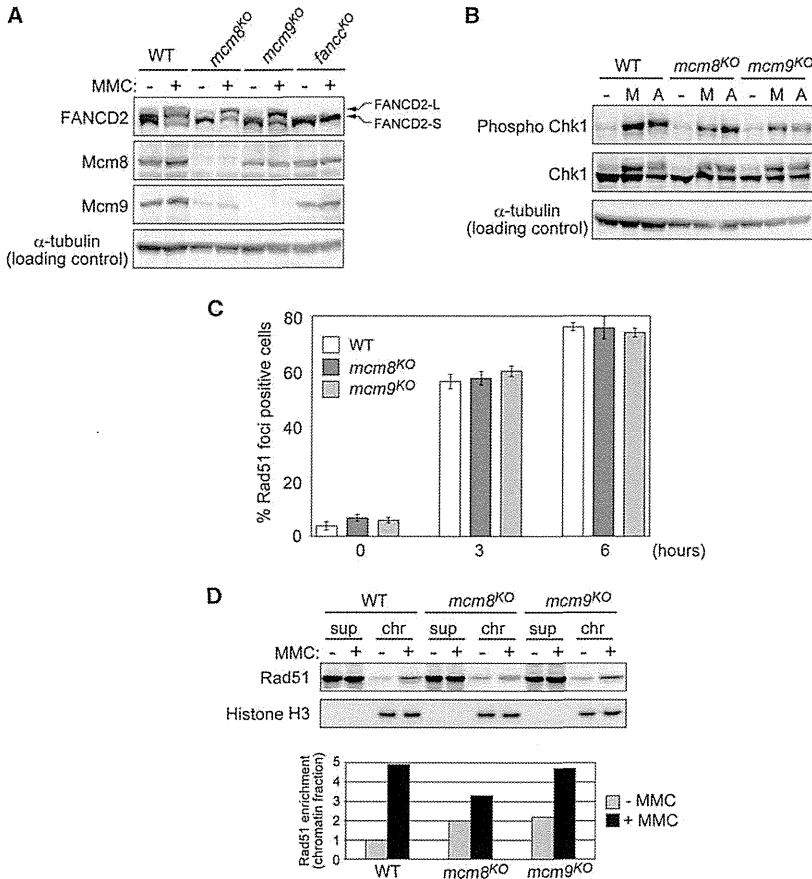 A
WT
mcm8KO
mcm9KO
fanccKO
MMC: - + - + - + - +
FANCD2
FANCD2-L
FANCD2-S
Mcm8
Mcm9
α-tubulin
(loading control)
B
WT mcm8KO mcm9KO
- M A - M A - M A
Phospho Chk1
Chk1
α-tubulin
(loading control)
C
% Rad51 foci positive cells
80
60
40
20
0
WT
mcm8KO
mcm9KO
0 3 6 (hours)
D
WT mcm8KO mcm9KO
sup chr sup chr sup chr
MMC: - + - + - + - + - + - +
Rad51
Histone H3
Rad51 enrichment
(chromatin fraction)
5
4
3
2
1
- MMC
+ MMC
WT mcm8KO mcm9KO